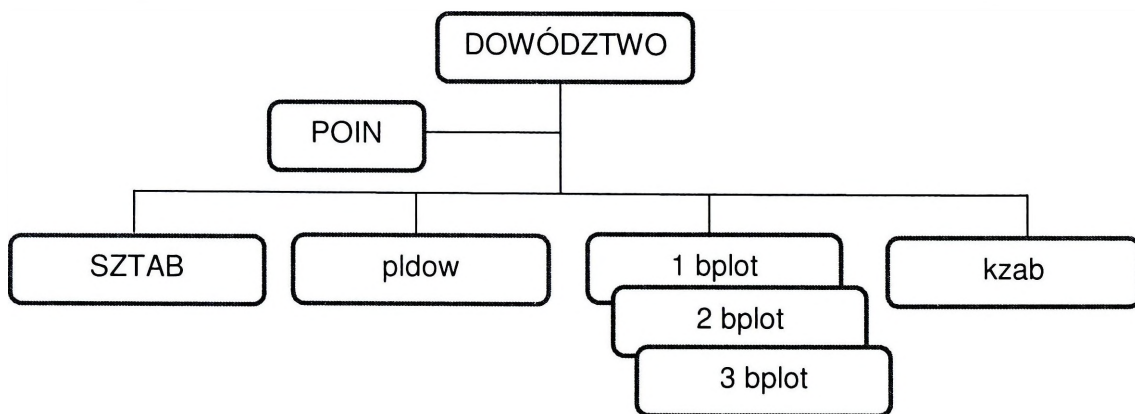 DOWÓDZTWO
POIN
SZTAB
pldow
1 bplot
kzab
2 bplot
3 bplot